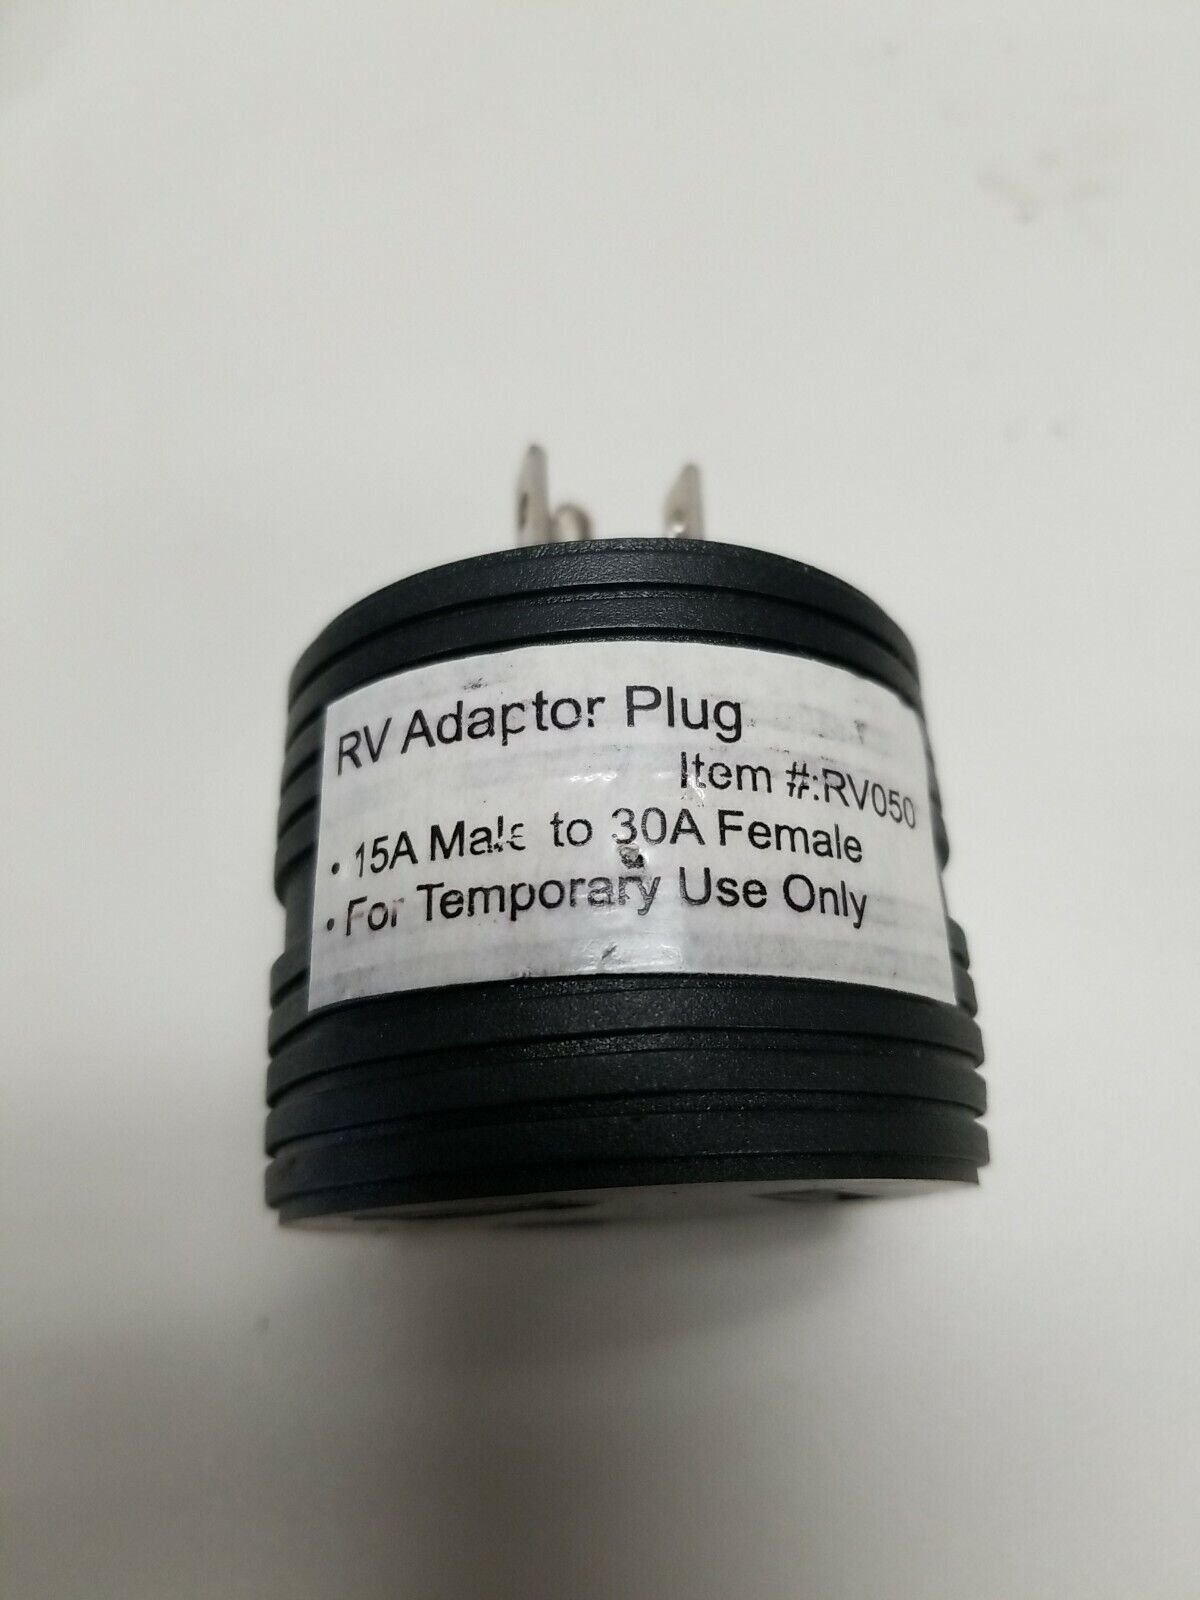 RV Adaptor Plug
Item #:RV050
• 15A Male to 30A Female
• For Temporary Use Only